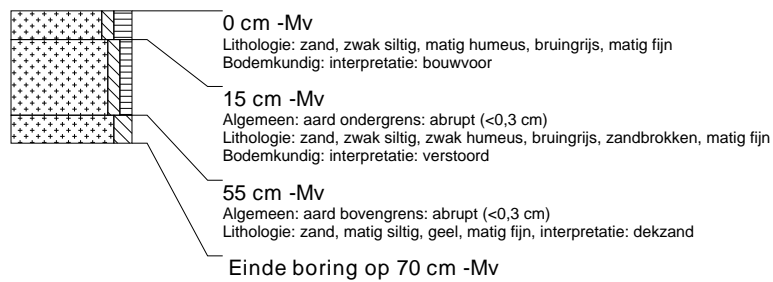 0 cm -Mv
Lithologie: zand, zwak siltig, matig humeus, bruingrijs, matig fijn
Bodemkundig: interpretatie: bouwvoor
15 cm -Mv
Algemeen: aard ondergrens: abrupt (<0,3 cm)
Lithologie: zand, zwak siltig, zwak humeus, bruingrijs, zandbrokken, matig fijn
Bodemkundig: interpretatie: verstoord
55 cm -Mv
Algemeen: aard bovengrens: abrupt (<0,3 cm)
Lithologie: zand, matig siltig, geel, matig fijn, interpretatie: dekzand
Einde boring op 70 cm -Mv